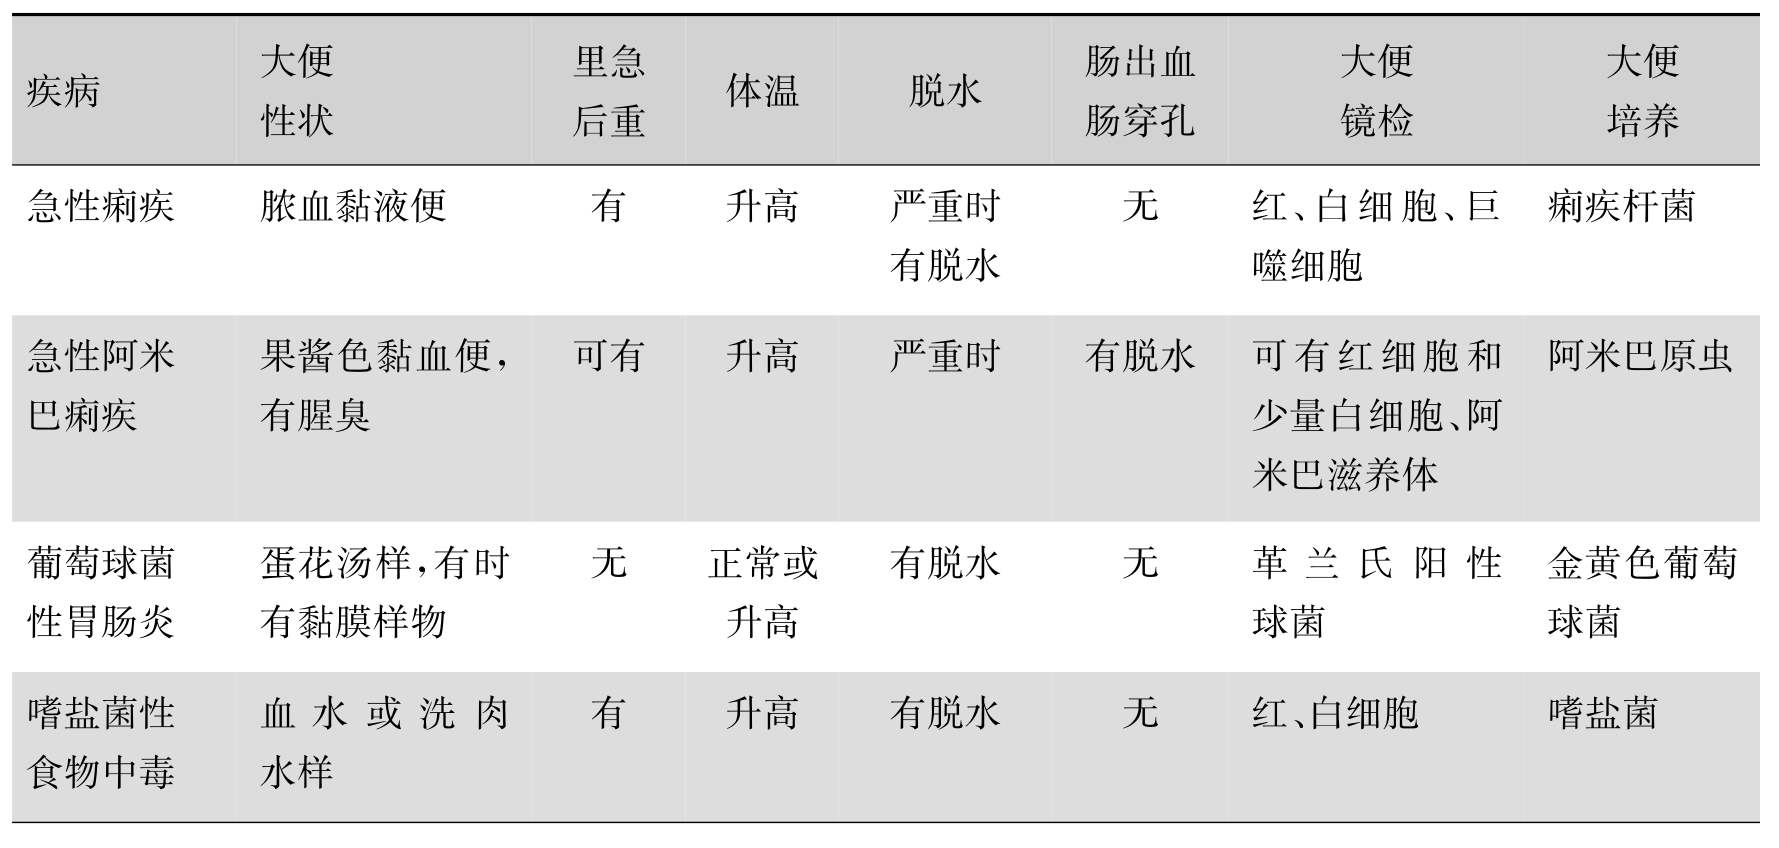 疾病
大便
性状
里急
后重
体温
脱水
肠出血
肠穿孔
大便
镜检
大便
培养
急性痢疾
脓血黏液便
有
升高
严重时
有脱水
无
红、白细胞、巨
噬细胞
痢疾杆菌
急性阿米
巴痢疾
果酱色黏血便，
有腥臭
可有
升高
严重时
有脱水
可有红细胞和
少量白细胞、阿
米巴滋养体
阿米巴原虫
葡萄球菌
性胃肠炎
蛋花汤样，有时
有黏膜样物
无
正常或
升高
有脱水
无
革兰氏阳性
球菌
金黄色葡萄
球菌
嗜盐菌性
食物中毒
血水或洗肉
水样
有
升高
有脱水
无
红、白细胞
嗜盐菌